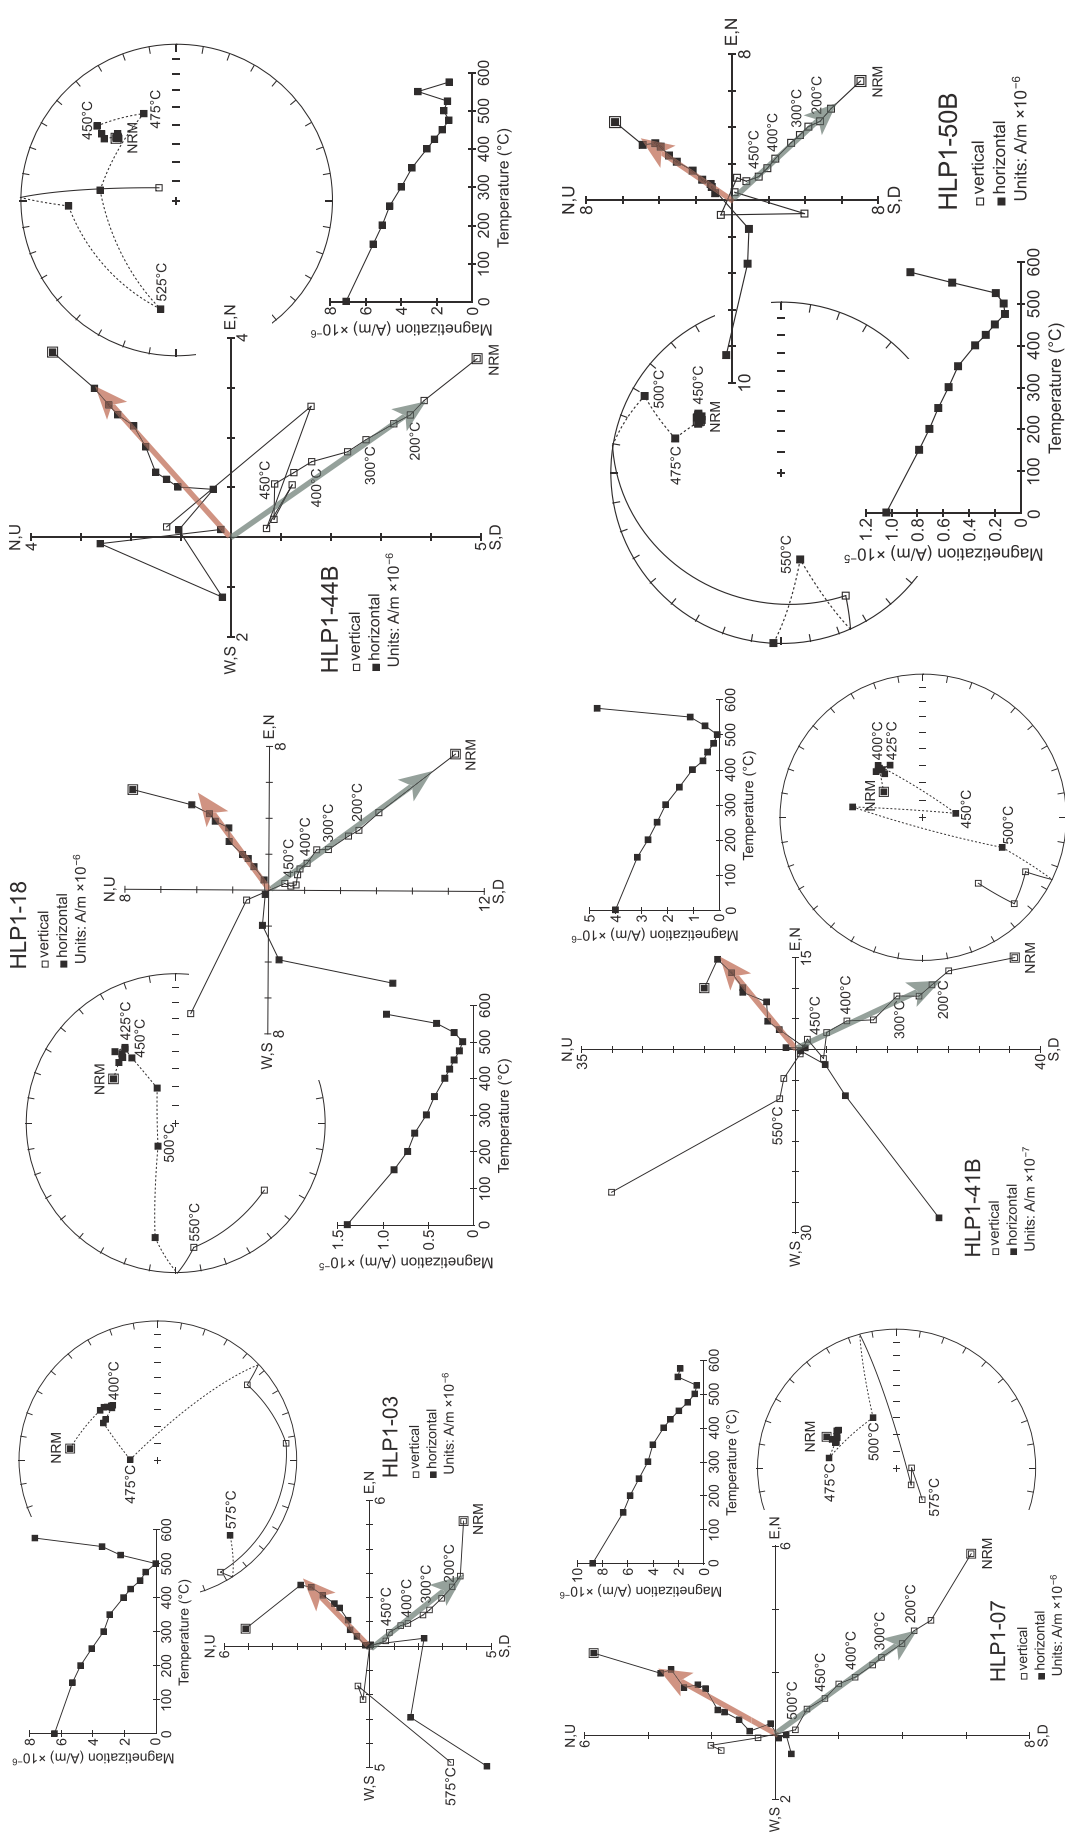 HLP1-03
□ vertical
■ horizontal
Units: A/m ×10⁻⁶
N,U
6
E,N
6
S,D
5
W,S
5
NRM
200°C
300°C
400°C
450°C
575°C
NRM
400°C
475°C
575°C
Magnetization (A/m) ×10⁻⁶
8
6
4
2
0
0 100 200 300 400 500 600
Temperature (°C)
HLP1-18
□ vertical
■ horizontal
Units: A/m ×10⁻⁶
N,U
8
E,N
8
S,D
12
W,S
8
NRM
200°C
300°C
400°C
450°C
NRM
425°C
450°C
500°C
550°C
Magnetization (A/m) ×10⁻⁵
1.5
1.0
0.5
0
0 100 200 300 400 500 600
Temperature (°C)
HLP1-44B
□ vertical
■ horizontal
Units: A/m ×10⁻⁶
N,U
4
E,N
4
S,D
5
W,S
2
NRM
200°C
300°C
400°C
450°C
450°C
NRM
475°C
525°C
Magnetization (A/m) ×10⁻⁶
8
6
4
2
0
0 100 200 300 400 500 600
Temperature (°C)
HLP1-07
□ vertical
■ horizontal
Units: A/m ×10⁻⁶
N,U
6
E,N
6
S,D
8
W,S
2
NRM
200°C
300°C
400°C
450°C
500°C
NRM
475°C
500°C
575°C
Magnetization (A/m) ×10⁻⁶
10
8
6
4
2
0
0 100 200 300 400 500 600
Temperature (°C)
HLP1-41B
□ vertical
■ horizontal
Units: A/m ×10⁻⁷
N,U
35
E,N
15
S,D
40
W,S
30
NRM
200°C
300°C
400°C
450°C
550°C
NRM
400°C
425°C
450°C
500°C
Magnetization (A/m) ×10⁻⁶
5
4
3
2
1
0
0 100 200 300 400 500 600
Temperature (°C)
HLP1-50B
□ vertical
■ horizontal
Units: A/m ×10⁻⁶
N,U
8
E,N
8
S,D
8
10
NRM
200°C
300°C
400°C
450°C
500°C
450°C
NRM
475°C
550°C
Magnetization (A/m) ×10⁻⁵
1.2
1.0
0.8
0.6
0.4
0.2
0
0 100 200 300 400 500 600
Temperature (°C)